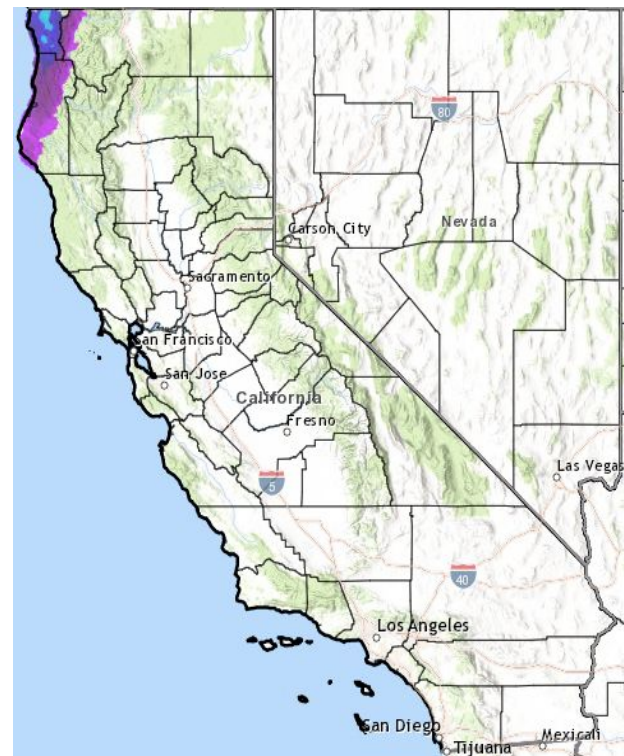 80
Carson City
Nevada
Sacramento
San Francisco
San Jose
California
Fresno
5
Las Vegas
40
Los Angeles
San Diego
Mexicali
Tijuana